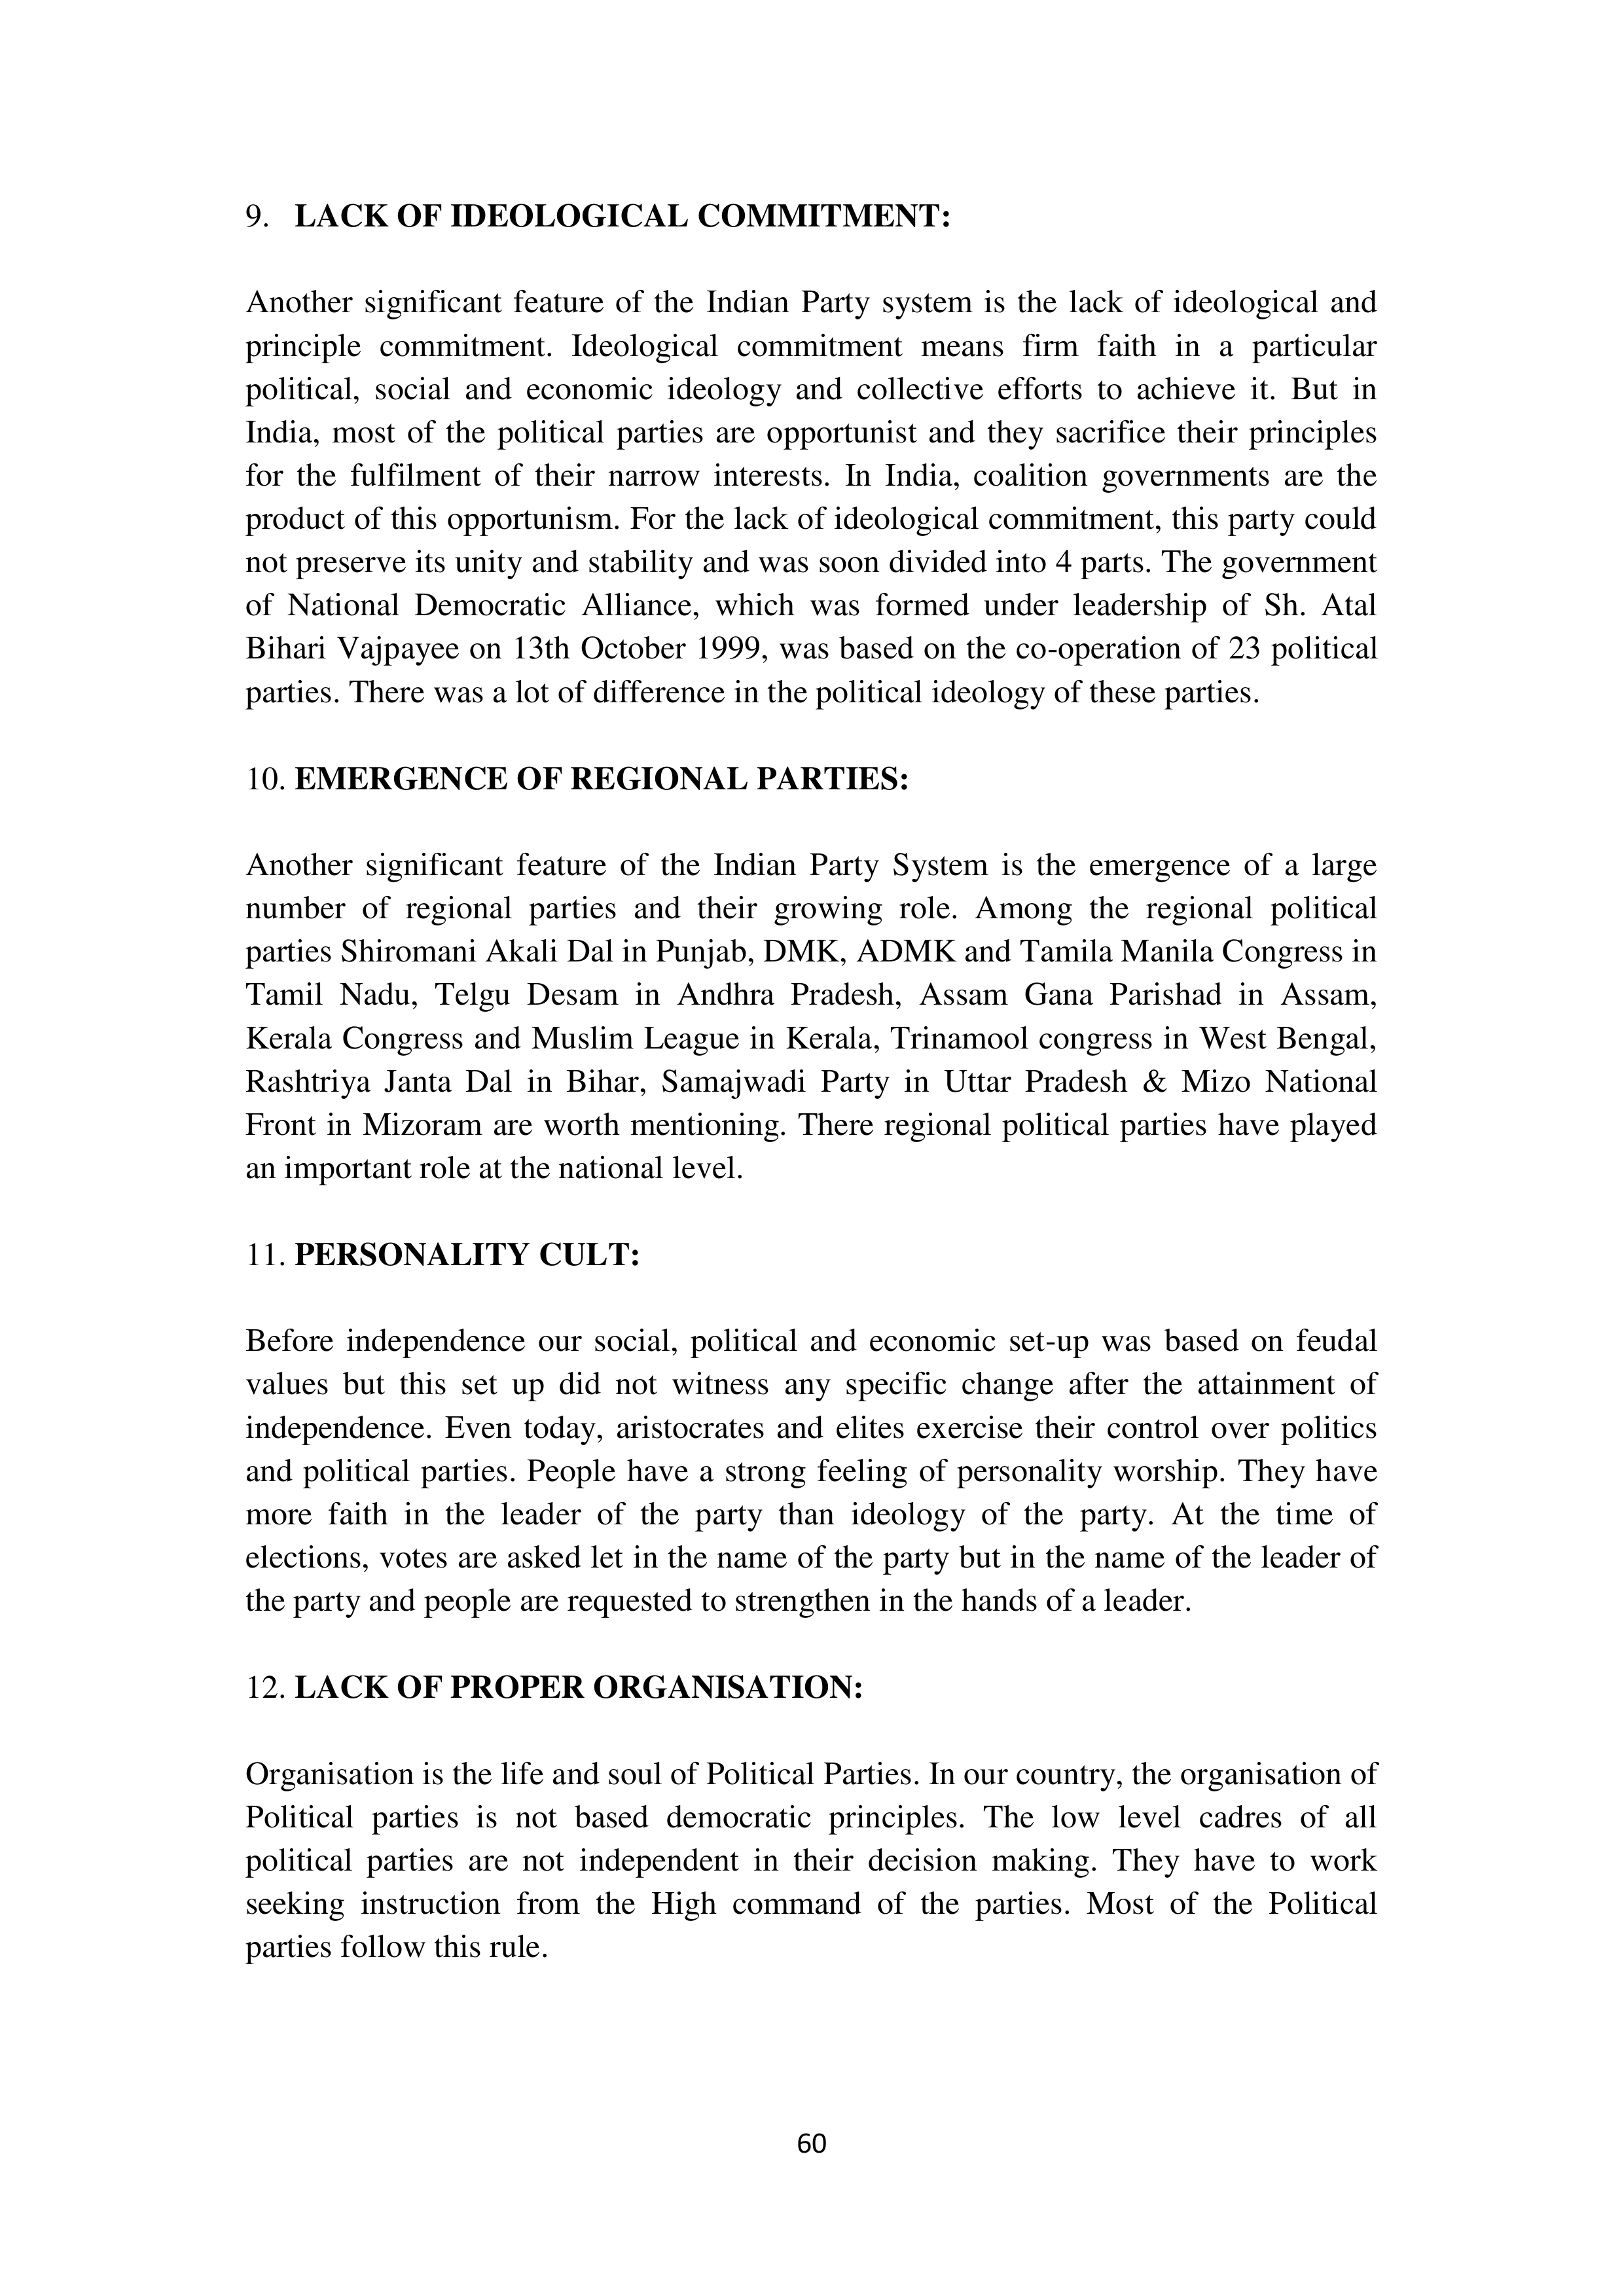 9. LACK OF IDEOLOGICAL COMMITMENT:
Another significant feature of the Indian Party system is the lack of ideological and
principle commitment. Ideological commitment means firm faith in a particular
political, social and economic ideology and collective efforts to achieve it. But in
India, most of the political parties are opportunist and they sacrifice their principles
for the fulfilment of their narrow interests. In India, coalition governments are the
product of this opportunism. For the lack of ideological commitment, this party could
not preserve its unity and stability and was soon divided into 4 parts. The government
of National Democratic Alliance, which was formed under leadership of Sh. Atal
Bihari Vajpayee on 13th October 1999, was based on the co-operation of 23 political
parties. There was a lot of difference in the political ideology of these parties.
10. EMERGENCE OF REGIONAL PARTIES:
Another significant feature of the Indian Party System is the emergence of a large
number of regional parties and their growing role. Among the regional political
parties Shiromani Akali Dal in Punjab, DMK, ADMK and Tamila Manila Congress in
Tamil Nadu, Telgu Desam in Andhra Pradesh, Assam Gana Parishad in Assam,
Kerala Congress and Muslim League in Kerala, Trinamool congress in West Bengal,
Rashtriya Janta Dal in Bihar, Samajwadi Party in Uttar Pradesh & Mizo National
Front in Mizoram are worth mentioning. There regional political parties have played
an important role at the national level.
11. PERSONALITY CULT:
Before independence our social, political and economic set-up was based on feudal
values but this set up did not witness any specific change after the attainment of
independence. Even today, aristocrates and elites exercise their control over politics
and political parties. People have a strong feeling of personality worship. They have
more faith in the leader of the party than ideology of the party. At the time of
elections, votes are asked let in the name of the party but in the name of the leader of
the party and people are requested to strengthen in the hands of a leader.
12. LACK OF PROPER ORGANISATION:
Organisation is the life and soul of Political Parties. In our country, the organisation of
Political parties is not based democratic principles. The low level cadres of all
political parties are not independent in their decision making. They have to work
seeking instruction from the High command of the parties. Most of the Political
parties follow this rule.
60